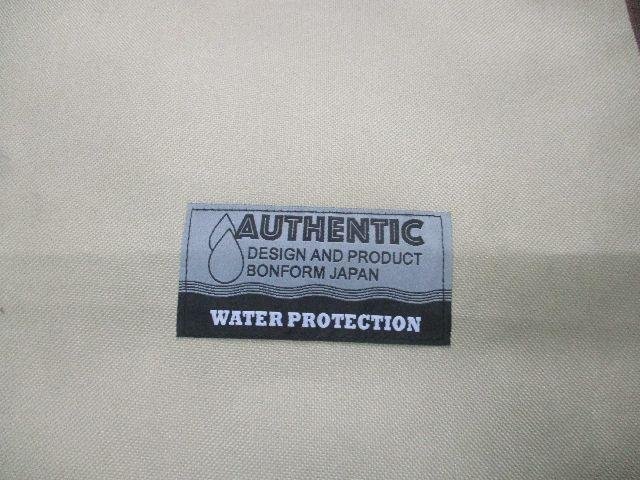 AUTHENTIC
DESIGN AND PRODUCT
BONFORM JAPAN
WATER PROTECTION